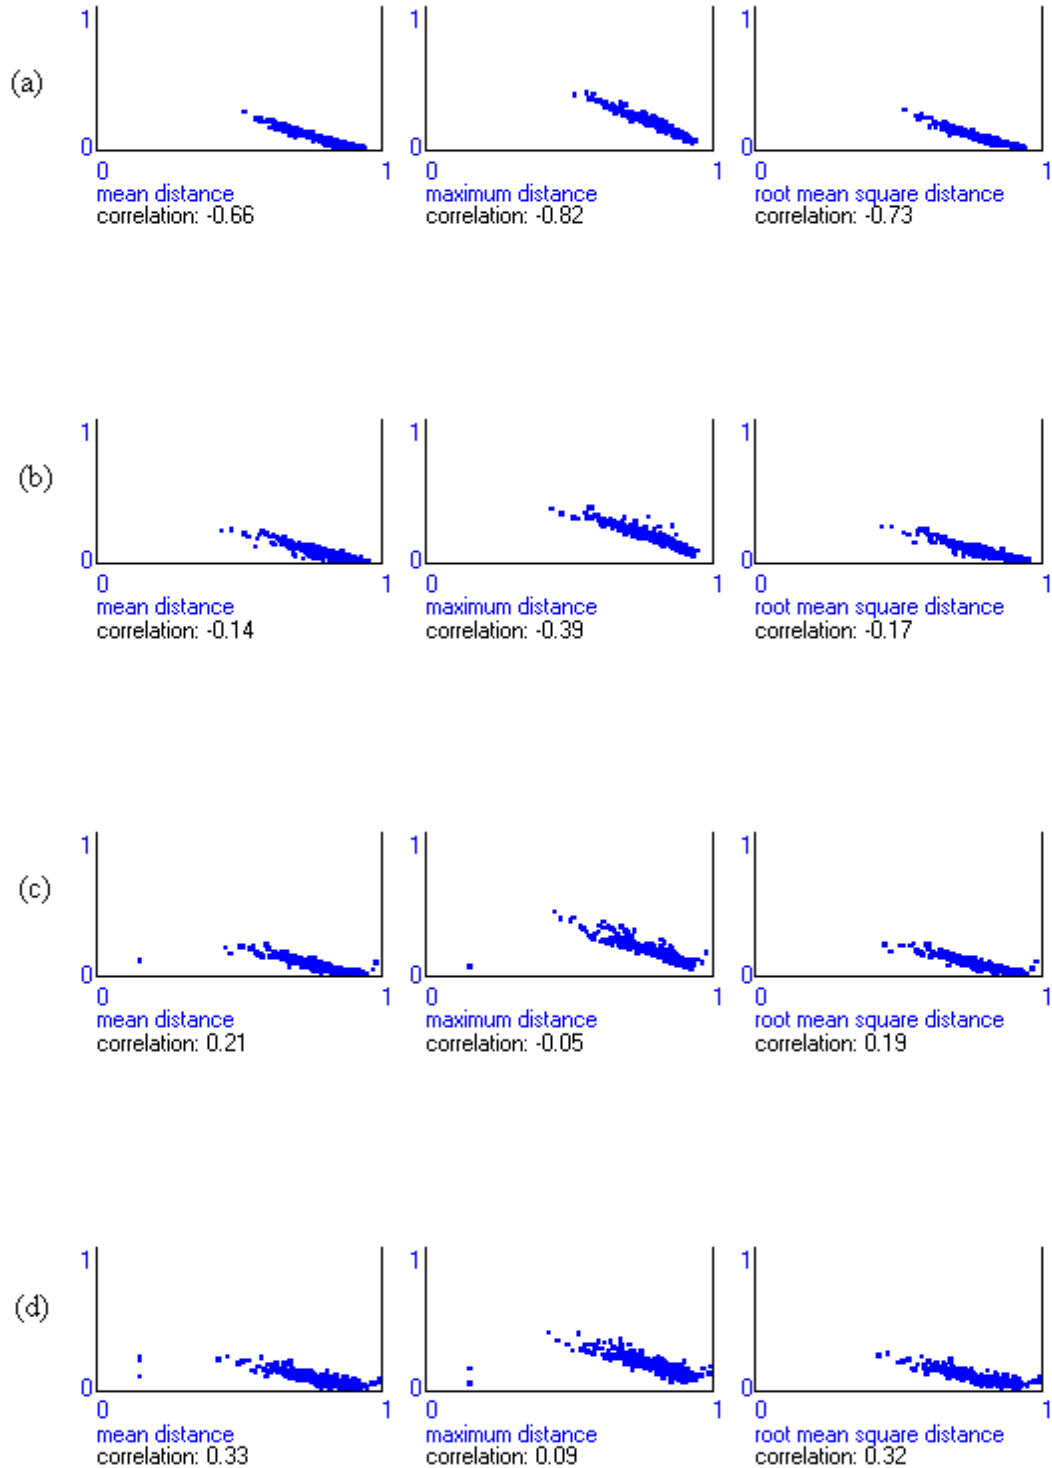 1 1 1
(a)
0 0 0
0 1 0 1 0 1
mean distance maximum distance root mean square distance
correlation: -0.66 correlation: -0.82 correlation: -0.73
1 1 1
(b)
0 0 0
0 1 0 1 0 1
mean distance maximum distance root mean square distance
correlation: -0.14 correlation: -0.39 correlation: -0.17
1 1 1
(c)
0 0 0
0 1 0 1 0 1
mean distance maximum distance root mean square distance
correlation: 0.21 correlation: -0.05 correlation: 0.19
1 1 1
(d)
0 0 0
0 1 0 1 0 1
mean distance maximum distance root mean square distance
correlation: 0.33 correlation: 0.09 correlation: 0.32